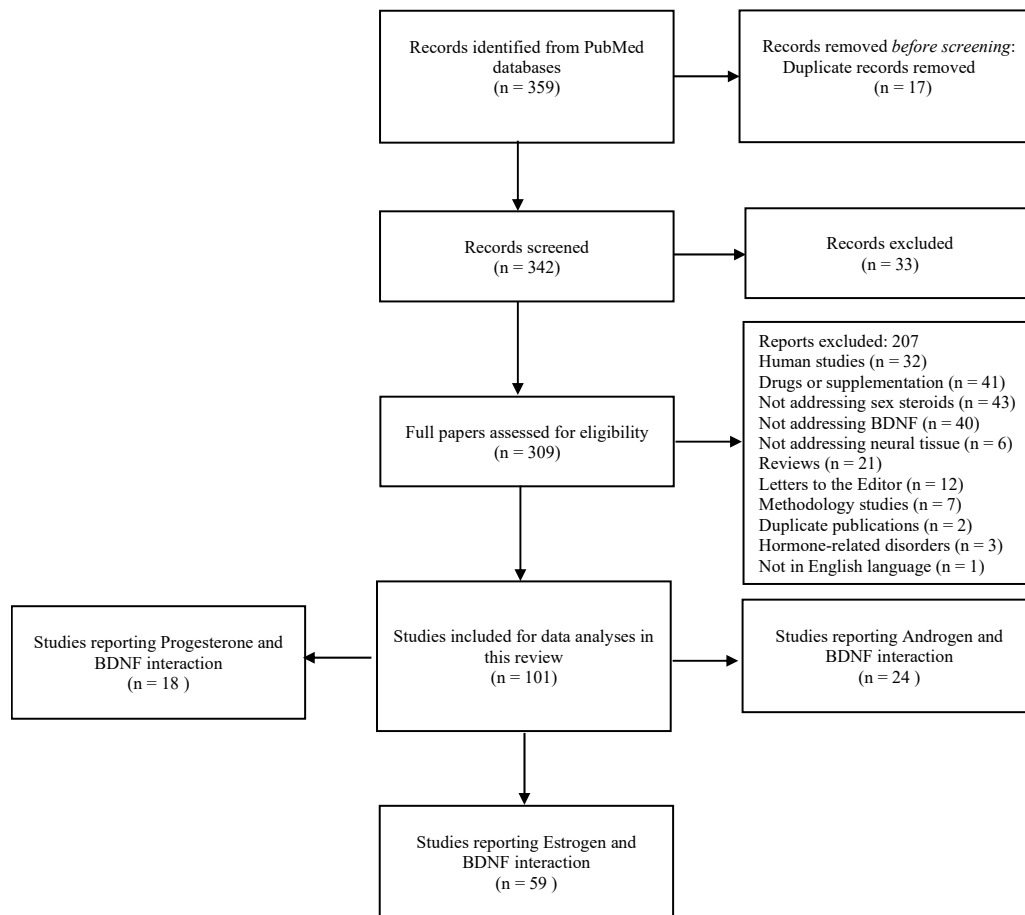 Records identified from PubMed
databases
(n = 359)
Records removed before screening:
Duplicate records removed
(n = 17)
Records screened
(n = 342)
Records excluded
(n = 33)
Full papers assessed for eligibility
(n = 309)
Reports excluded: 207
Human studies (n = 32)
Drugs or supplementation (n = 41)
Not addressing sex steroids (n = 43)
Not addressing BDNF (n = 40)
Not addressing neural tissue (n = 6)
Reviews (n = 21)
Letters to the Editor (n = 12)
Methodology studies (n = 7)
Duplicate publications (n = 2)
Hormone-related disorders (n = 3)
Not in English language (n = 1)
Studies reporting Progesterone and
BDNF interaction
(n = 18 )
Studies included for data analyses in
this review
(n = 101)
Studies reporting Androgen and
BDNF interaction
(n = 24 )
Studies reporting Estrogen and
BDNF interaction
(n = 59 )